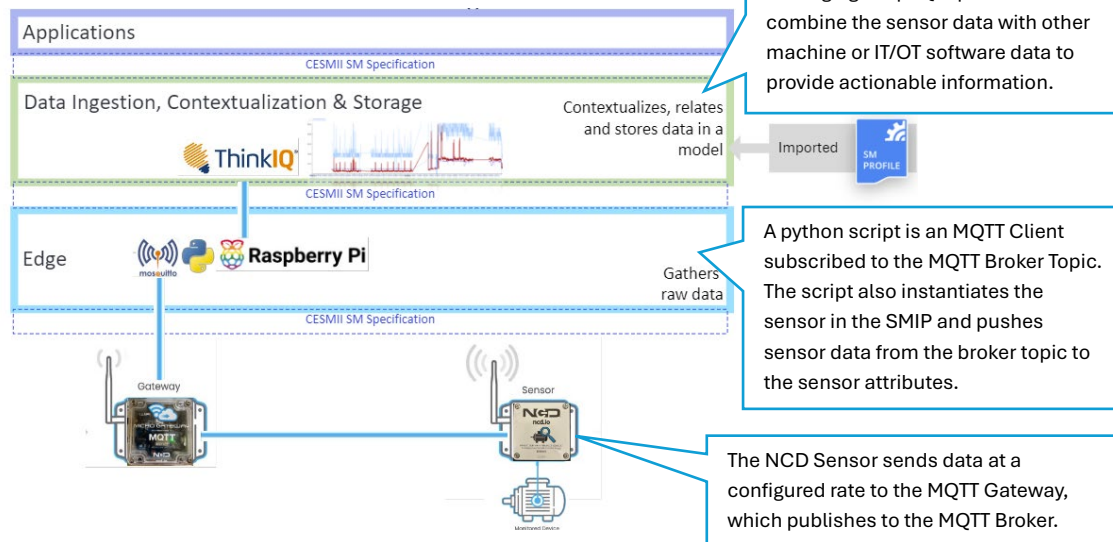 combine the sensor data with other
machine or IT/OT software data to
provide actionable information.
Applications
CESMII SM Specification
Data Ingestion, Contextualization & Storage
Contextualizes, relates
and stores data in a
model
ThinkIQ
Imported
SM
PROFILE
CESMII SM Specification
Edge
mosquitto
Raspberry Pi
Gathers
raw data
CESMII SM Specification
A python script is an MQTT Client
subscribed to the MQTT Broker Topic.
The script also instantiates the
sensor in the SMIP and pushes
sensor data from the broker topic to
the sensor attributes.
Gateway
MICRO GATEWAY
MQTT
NCD
Sensor
NCD
ncd.io
Monitored Device
The NCD Sensor sends data at a
configured rate to the MQTT Gateway,
which publishes to the MQTT Broker.